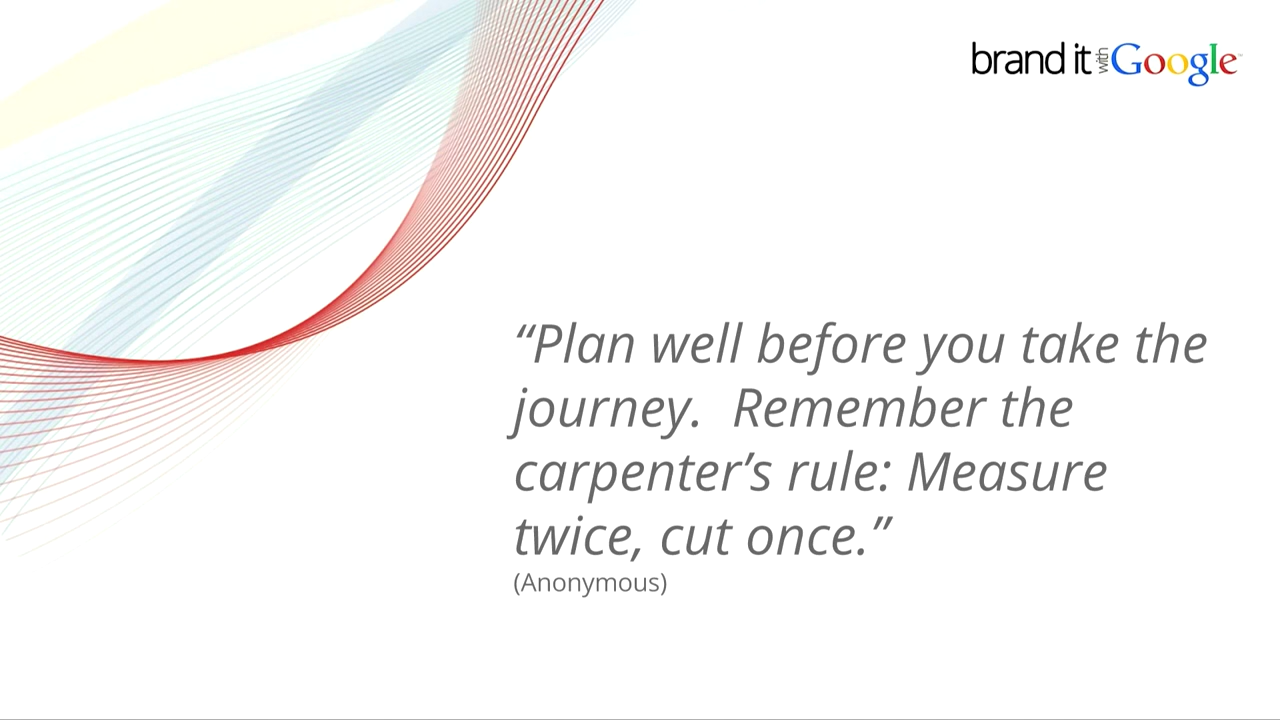 brand it with Google™
“Plan well before you take the
journey.  Remember the
carpenter’s rule: Measure
twice, cut once.”
(Anonymous)